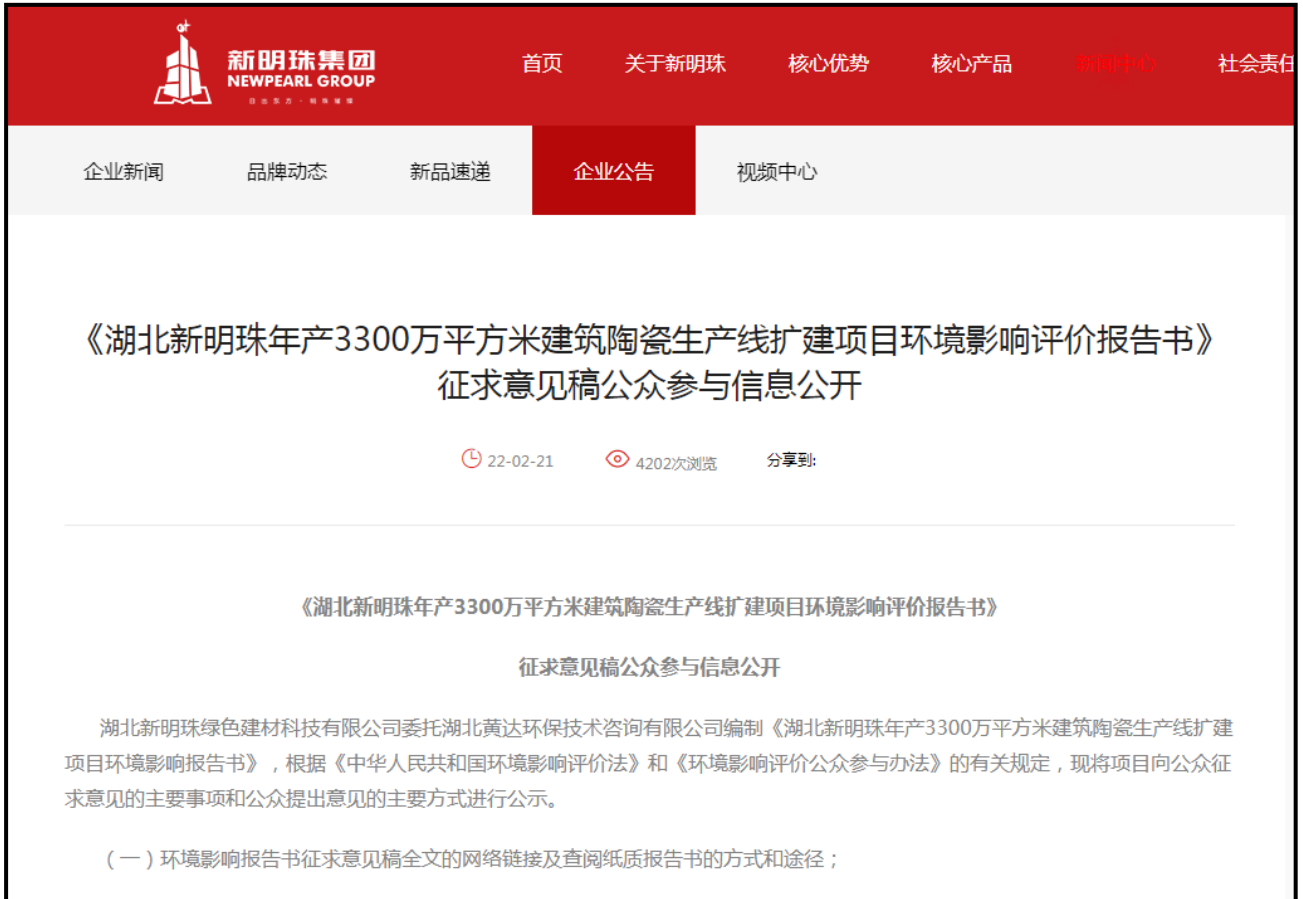 新明珠集团
NEWPEARL GROUP
首页
关于新明珠
核心优势
核心产品
新闻中心
社会责任
企业新闻
品牌动态
新品速递
企业公告
视频中心
《湖北新明珠年产3300万平方米建筑陶瓷生产线扩建项目环境影响评价报告书》
征求意见稿公众参与信息公开
22-02-21
4202次浏览
分享到:
《湖北新明珠年产3300万平方米建筑陶瓷生产线扩建项目环境影响评价报告书》
征求意见稿公众参与信息公开
湖北新明珠绿色建材科技有限公司委托湖北黄达环保技术咨询有限公司编制《湖北新明珠年产3300万平方米建筑陶瓷生产线扩建
项目环境影响报告书》，根据《中华人民共和国环境影响评价法》和《环境影响评价公众参与办法》的有关规定，现将项目向公众征
求意见的主要事项和公众提出意见的主要方式进行公示。
（一）环境影响报告书征求意见稿全文的网络链接及查阅纸质报告书的方式和途径；